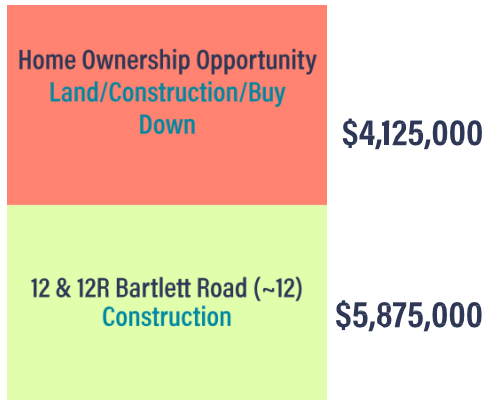 Home Ownership Opportunity
Land/Construction/Buy
Down
$4,125,000
12 & 12R Bartlett Road (~12)
Construction
$5,875,000